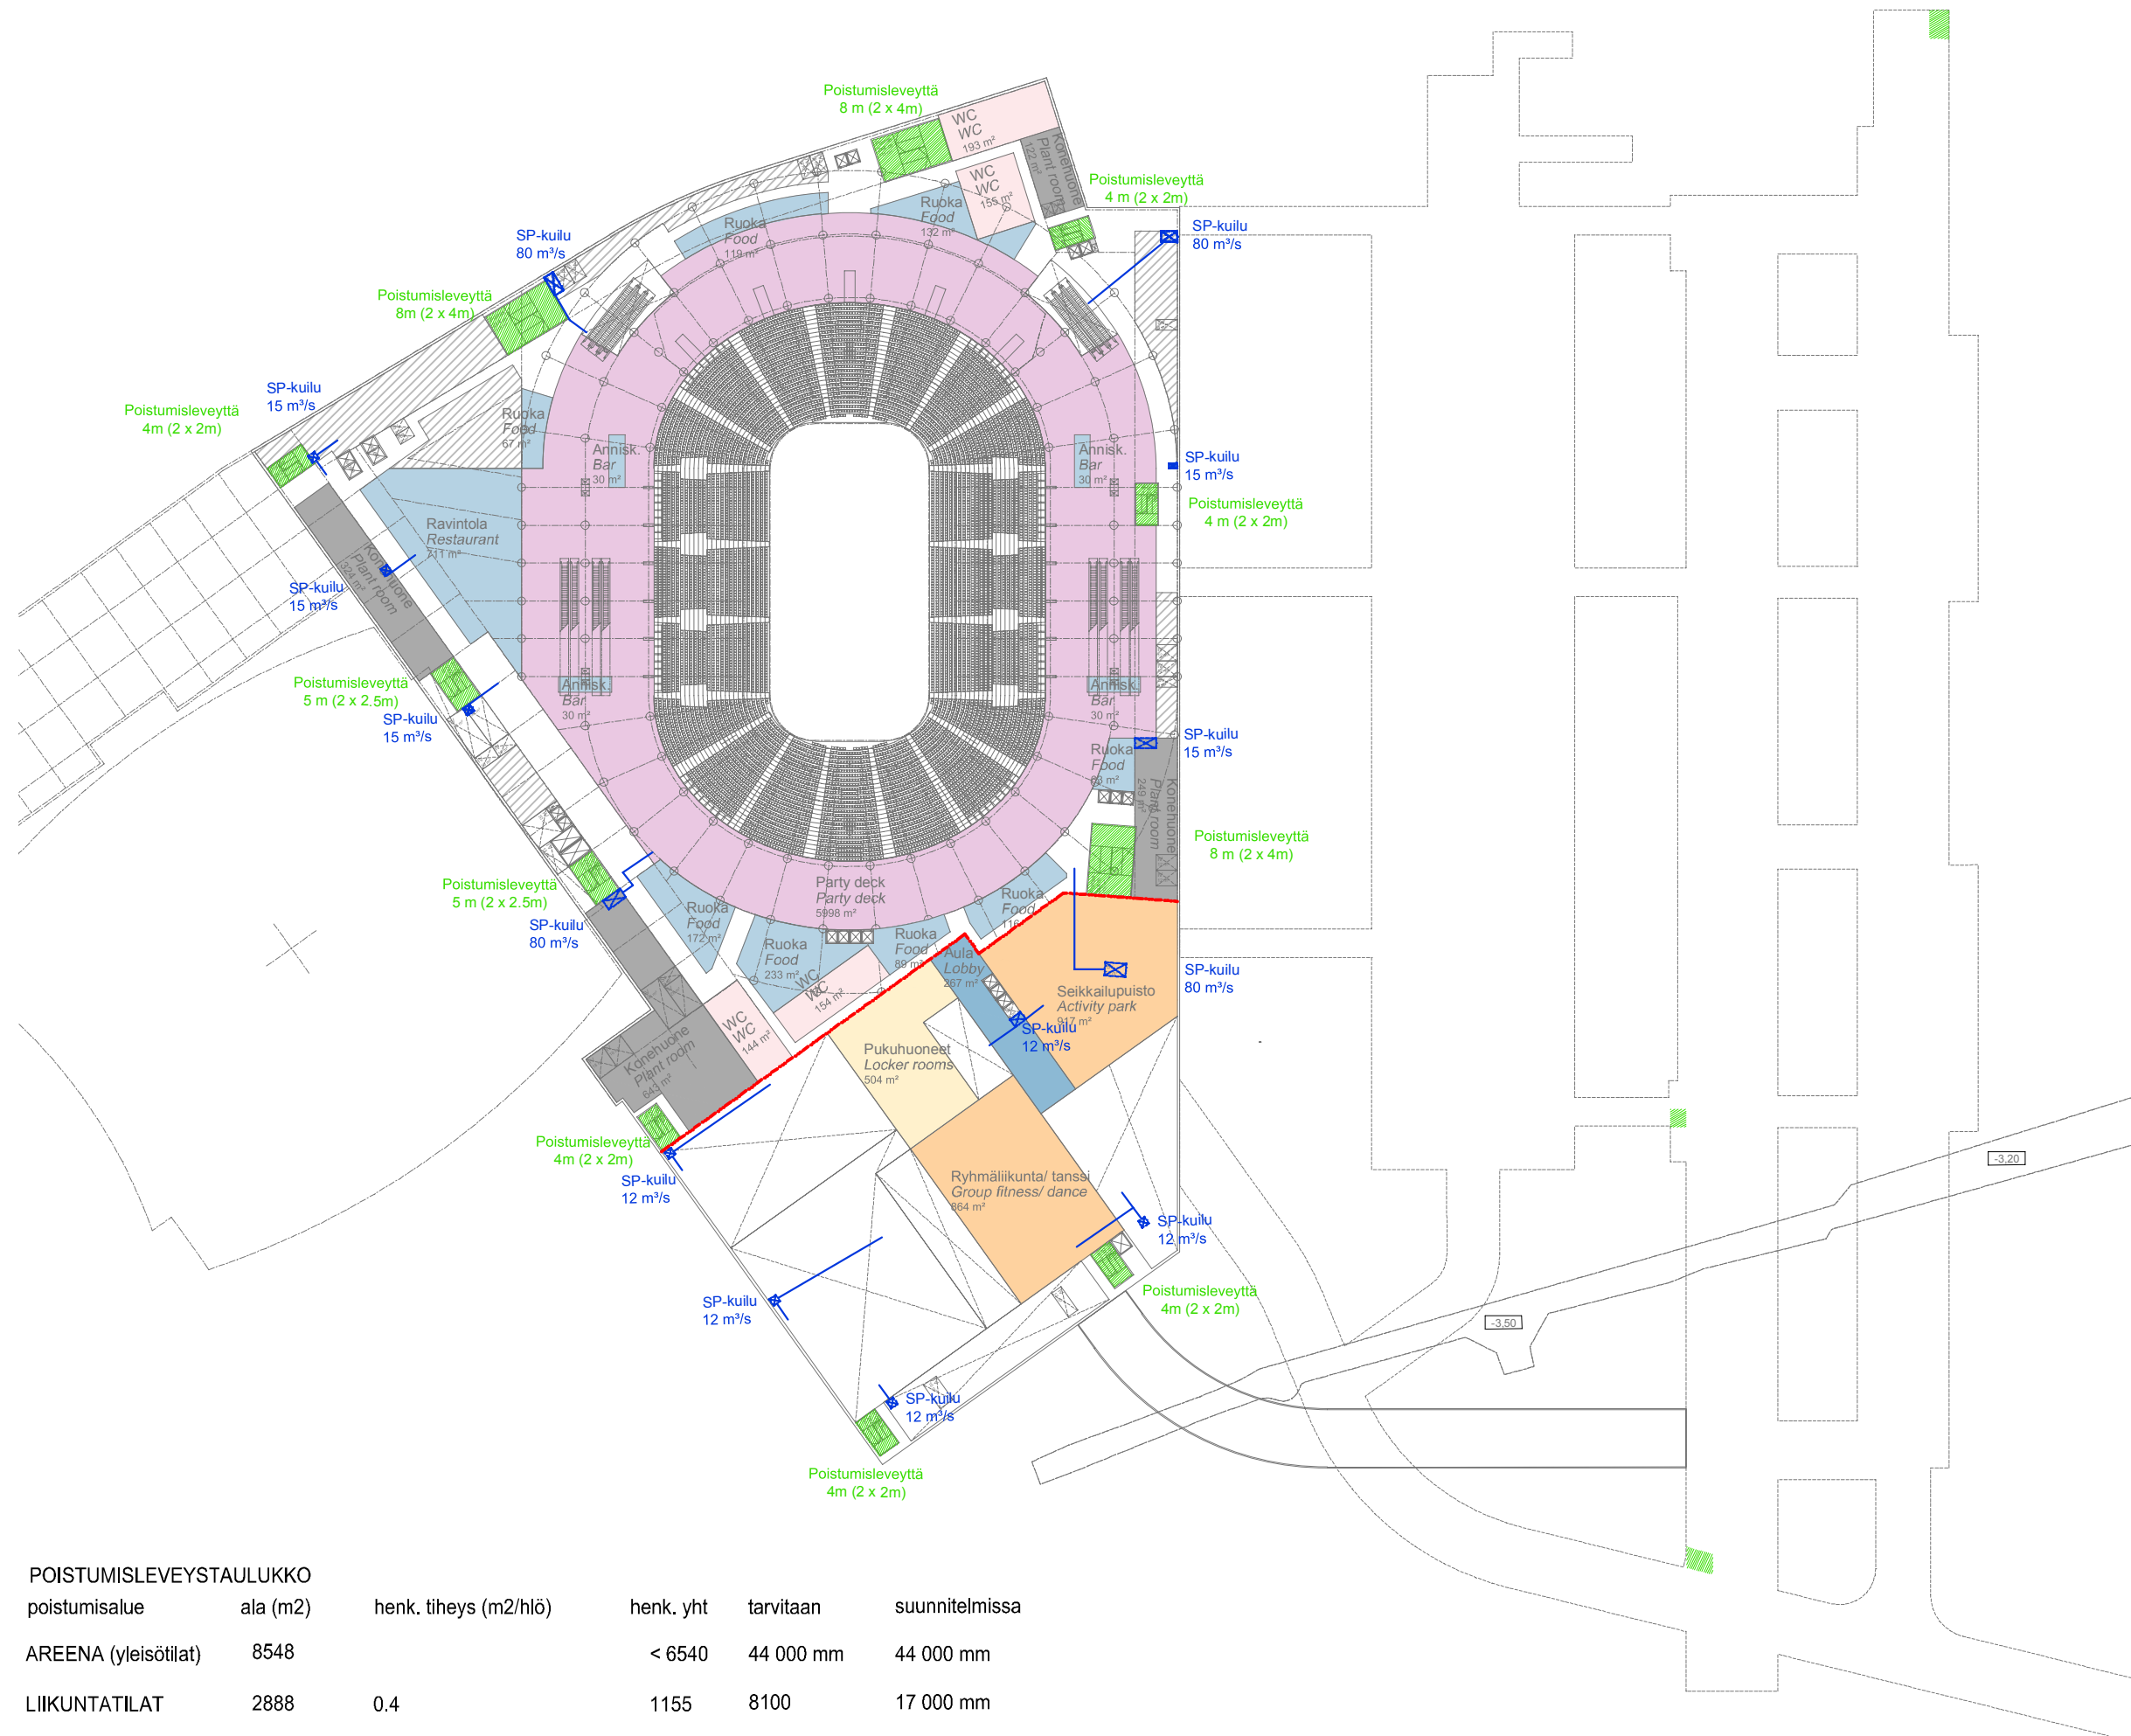 Poistumisleveyttä
8 m (2 x 4m)
WC
WC
193 m²
Konehuone
Plant room
122 m²
WC
WC
155 m²
Poistumisleveyttä
4 m (2 x 2m)
Ruoka
Food
119 m²
Ruoka
Food
132 m²
SP-kuilu
80 m³/s
SP-kuilu
80 m³/s
Poistumisleveyttä
8m (2 x 4m)
SP-kuilu
15 m³/s
Poistumisleveyttä
4m (2 x 2m)
Ruoka
Food
67 m²
Annisk.
Bar
30 m²
Annisk.
Bar
30 m²
SP-kuilu
15 m³/s
Poistumisleveyttä
4 m (2 x 2m)
Ravintola
Restaurant
711 m²
Konehuone
Plant room
324 m²
SP-kuilu
15 m³/s
Poistumisleveyttä
5 m (2 x 2.5m)
SP-kuilu
15 m³/s
Annisk.
Bar
30 m²
Annisk.
Bar
30 m²
SP-kuilu
15 m³/s
Ruoka
Food
Konehuone
Plant room
249 m²
Poistumisleveyttä
8 m (2 x 4m)
Poistumisleveyttä
5 m (2 x 2.5m)
Party deck
Party deck
5998 m²
Ruoka
Food
116
Ruoka
Food
172 m²
SP-kuilu
80 m³/s
Ruoka
Food
233 m²
Ruoka
Food
89 m²
Aula
Lobby
267 m²
WC
WC
154 m²
SP-kuilu
80 m³/s
Seikkailupuisto
Activity park
917 m²
WC
WC
144 m²
Konehuone
Plant room
643 m²
SP-kuilu
12 m³/s
Pukuhuoneet
Locker rooms
504 m²
Poistumisleveyttä
4m (2 x 2m)
SP-kuilu
12 m³/s
Ryhmäliikunta/ tanssi
Group fitness/ dance
864 m²
-3,20
SP-kuilu
12 m³/s
SP-kuilu
12 m³/s
Poistumisleveyttä
4m (2 x 2m)
-3,50
SP-kuilu
12 m³/s
Poistumisleveyttä
4m (2 x 2m)
POISTUMISLEVEYSTAULUKKO
poistumisalue ala (m2) henk. tiheys (m2/hlö) henk. yht tarvitaan suunnitelmissa
AREENA (yleisötilat) 8548 < 6540 44 000 mm 44 000 mm
LIIKUNTATILAT 2888 0.4 1155 8100 17 000 mm